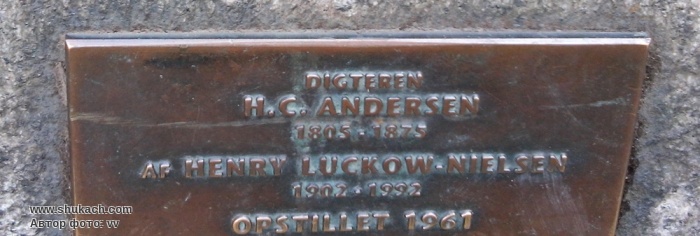 DIGTEREN
H.C. ANDERSEN
1805-1875
AF HENRY LUCKOW-NIELSEN
1902-1992
OPSTILLET 1961
www.shukach.com
Автор фото: vv